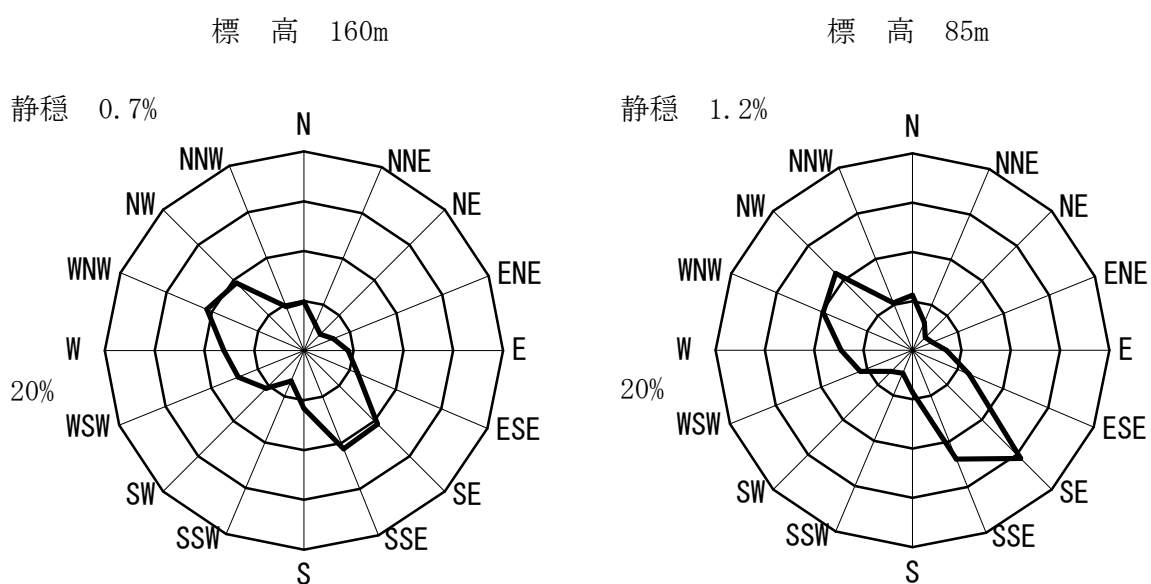 標 高 160m
静穏 0.7%
N
NNW
NNE
NW
NE
WNW
ENE
W
E
20%
WSW
ESE
SW
SE
SSW
SSE
S
標 高 85m
静穏 1.2%
N
NNW
NNE
NW
NE
WNW
ENE
W
E
20%
WSW
ESE
SW
SE
SSW
SSE
S